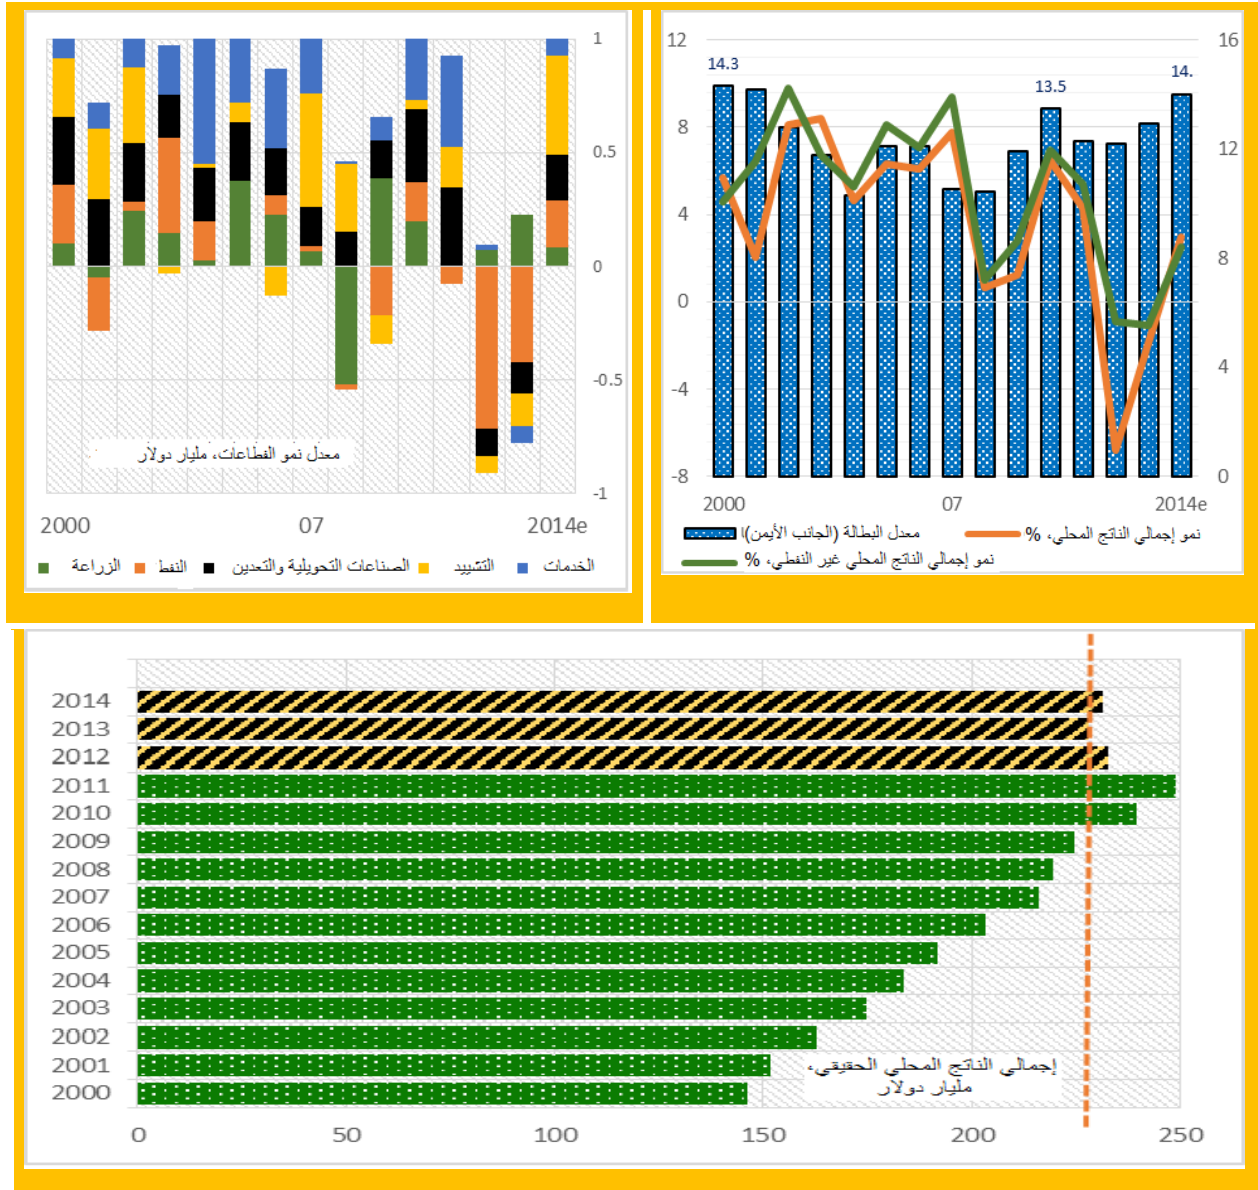 1
0.5
0
-0.5
-1
معدل نمو القطاعات، مليار دولار
2000 07 2014e
الزراعة النفط الصناعات التحويلية والتعدين التشييد الخدمات
12 16
14.3 13.5 14.
8 12
4 8
0
-4 4
-8 0
2000 07 2014e
معدل البطالة (الجانب الأيمن)ا نمو إجمالي الناتج المحلي، %
نمو إجمالي الناتج المحلي غير النفطي، %
2014
2013
2012
2011
2010
2009
2008
2007
2006
2005
2004
2003
2002
2001
2000
إجمالي الناتج المحلي الحقيقي،
مليار دولار
0 50 100 150 200 250